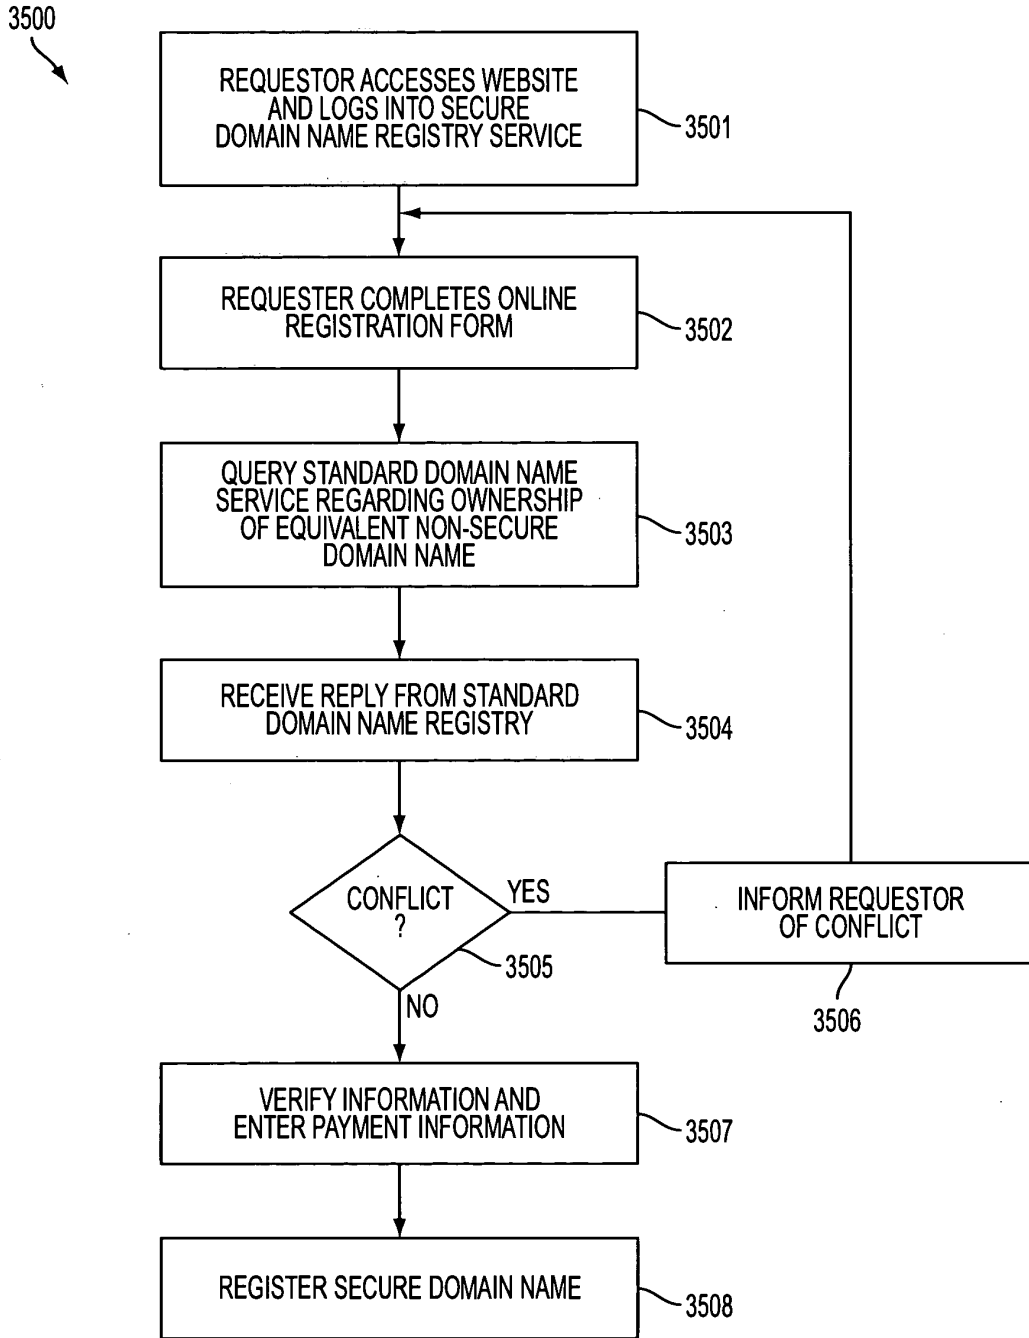 3500
REQUESTOR ACCESSES WEBSITE
AND LOGS INTO SECURE
DOMAIN NAME REGISTRY SERVICE
3501
REQUESTER COMPLETES ONLINE
REGISTRATION FORM
3502
QUERY STANDARD DOMAIN NAME
SERVICE REGARDING OWNERSHIP
OF EQUIVALENT NON-SECURE
DOMAIN NAME
3503
RECEIVE REPLY FROM STANDARD
DOMAIN NAME REGISTRY
3504
CONFLICT
?
YES
3505
NO
INFORM REQUESTOR
OF CONFLICT
3506
VERIFY INFORMATION AND
ENTER PAYMENT INFORMATION
3507
REGISTER SECURE DOMAIN NAME
3508